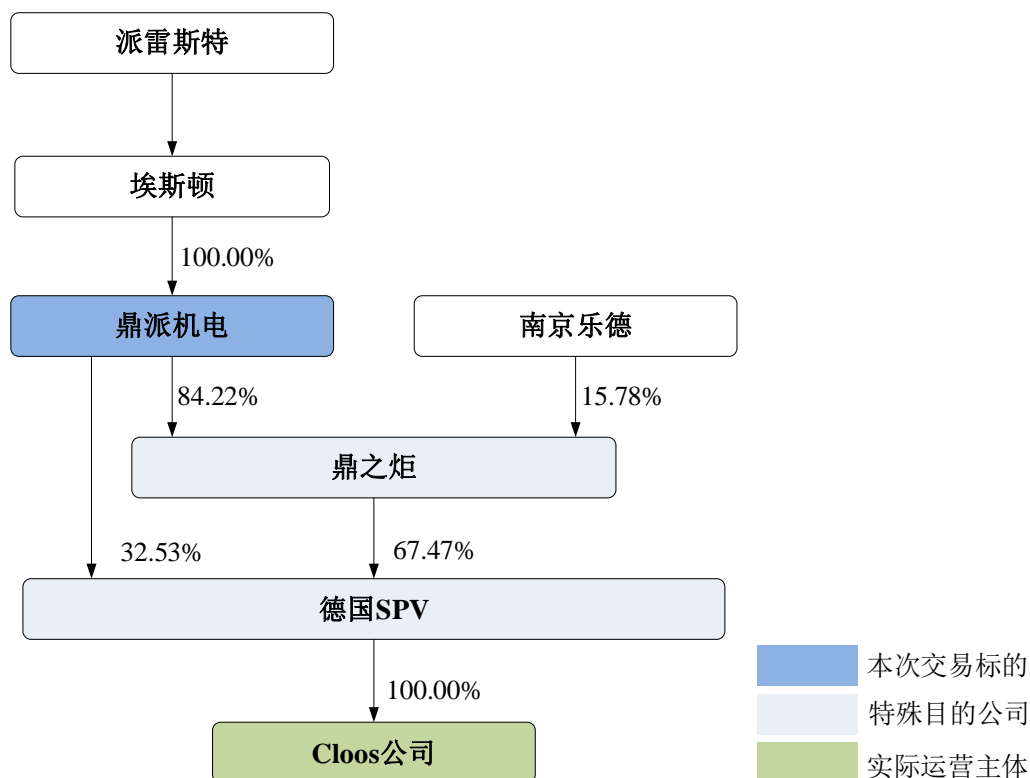 派雷斯特
埃斯顿
100.00%
鼎派机电
南京乐德
84.22%
15.78%
鼎之炬
32.53%
67.47%
德国SPV
100.00%
Cloos公司
本次交易标的
特殊目的公司
实际运营主体